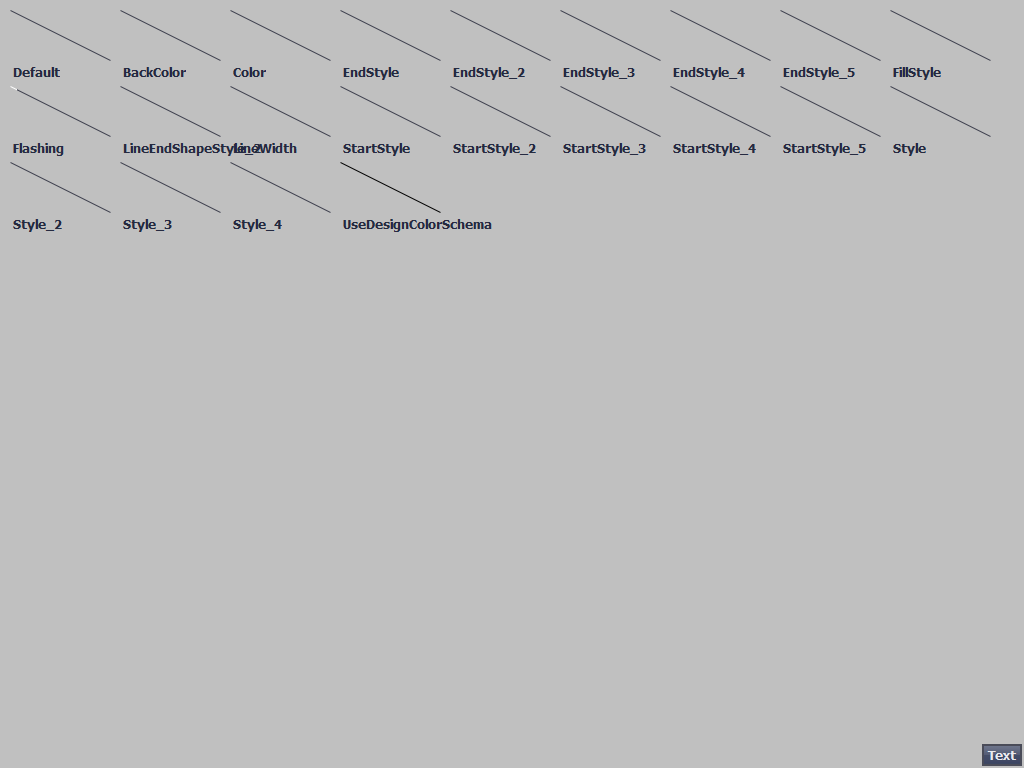 Default BackColor Color EndStyle EndStyle_2 EndStyle_3 EndStyle_4 EndStyle_5 FillStyle
Flashing LineEndShapeStyle_2 LineWidth StartStyle StartStyle_2 StartStyle_3 StartStyle_4 StartStyle_5 Style
Style_2 Style_3 Style_4 UseDesignColorSchema
Text